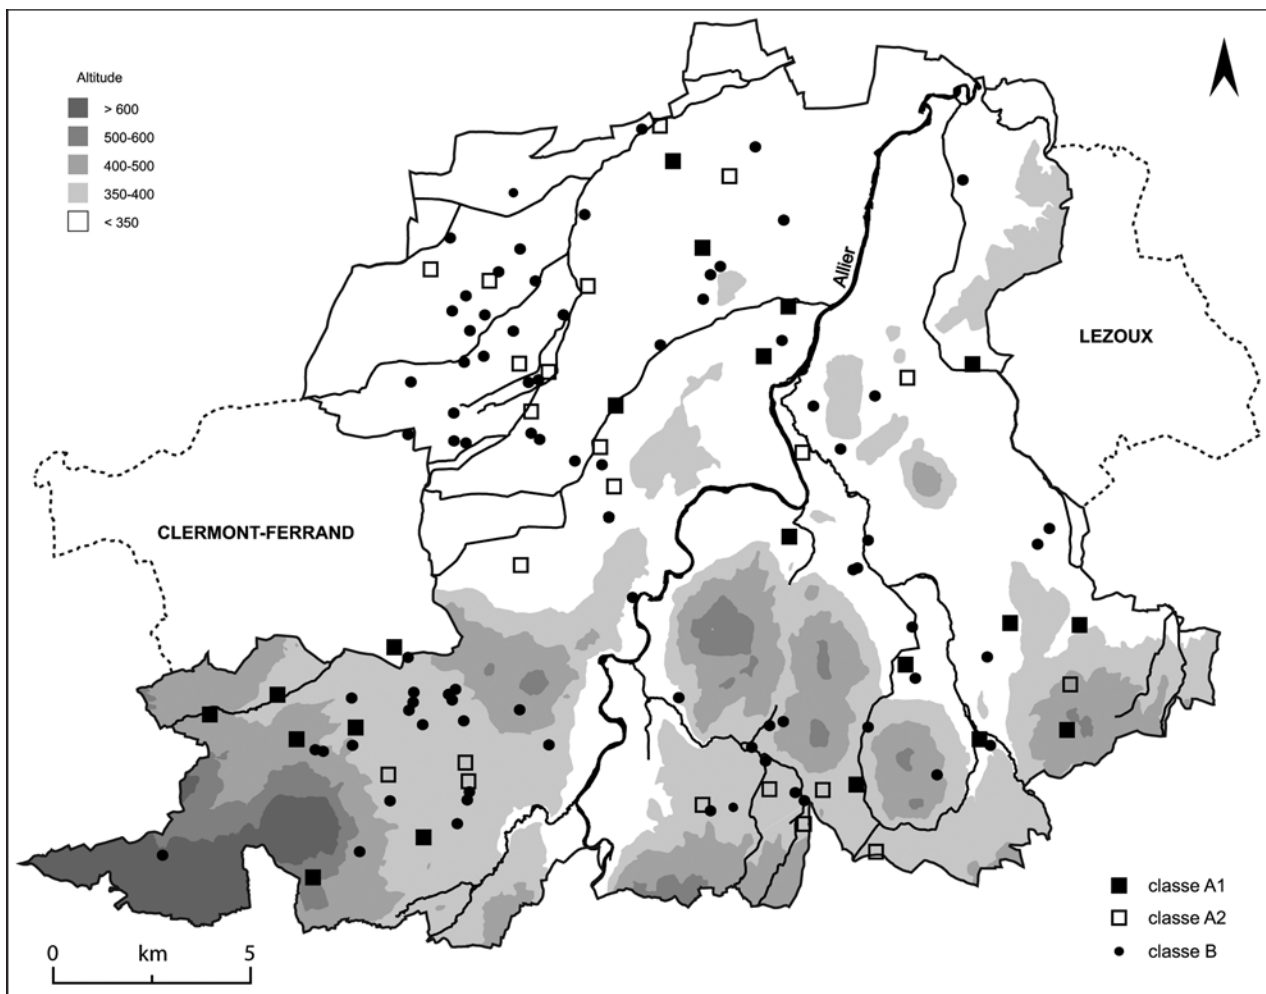 Altitude
> 600
500-600
400-500
350-400
< 350
Allier
LEZOUX
CLERMONT-FERRAND
classe A1
classe A2
classe B
0 km 5